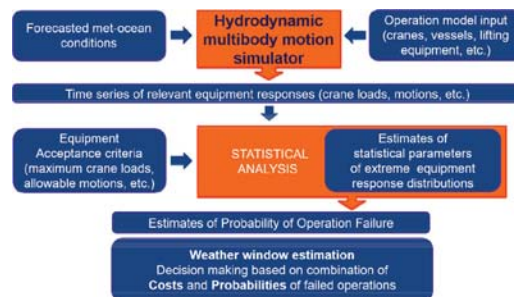 Forecasted met-ocean
conditions
Hydrodynamic
multibody motion
simulator
Operation model input
(cranes, vessels, lifting
equipment, etc.)
Time series of relevant equipment responses (crane loads, motions, etc.)
Equipment
Acceptance criteria
(maximum crane loads,
allowable motions, etc.)
STATISTICAL
ANALYSIS
Estimates of
statistical parameters
of extreme equipment
response distributions
Estimates of Probability of Operation Failure
Weather window estimation
Decision making based on combination of
Costs and Probabilities of failed operations